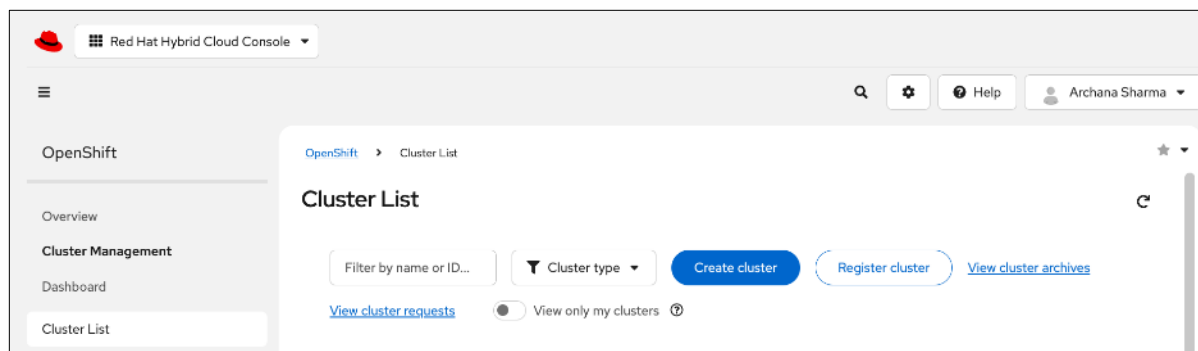 Red Hat Hybrid Cloud Console
Help
Archana Sharma
OpenShift
OpenShift > Cluster List
Cluster List
Overview
Cluster Management
Filter by name or ID...
Cluster type
Create cluster
Register cluster
View cluster archives
Dashboard
View cluster requests
View only my clusters
Cluster List